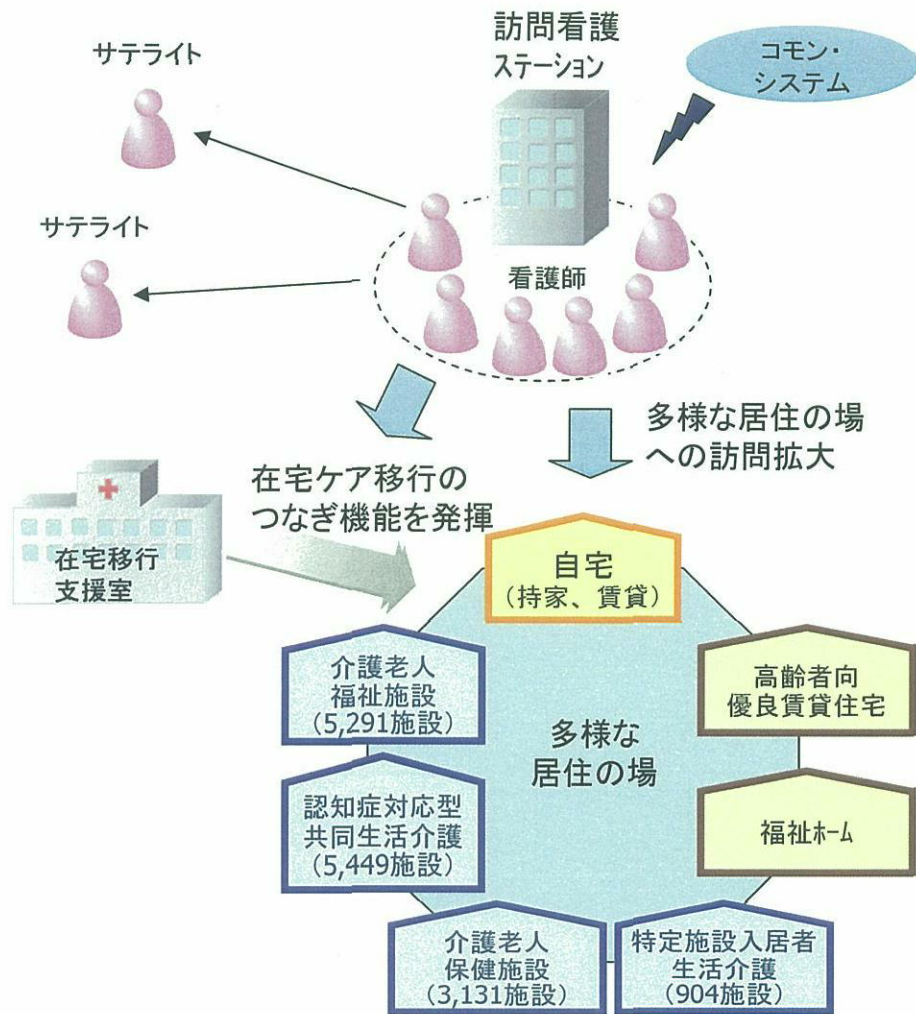 訪問看護
ステーション
サテライト
コモン・
システム
サテライト
看護師
多様な居住の場
への訪問拡大
在宅ケア移行の
つなぎ機能を発揮
在宅移行
支援室
自宅
(持家、賃貸)
介護老人
福祉施設
(5,291施設)
高齢者向
優良賃貸住宅
多様な
居住の場
認知症対応型
共同生活介護
(5,449施設)
福祉ホーム
介護老人
保健施設
(3,131施設)
特定施設入居者
生活介護
(904施設)